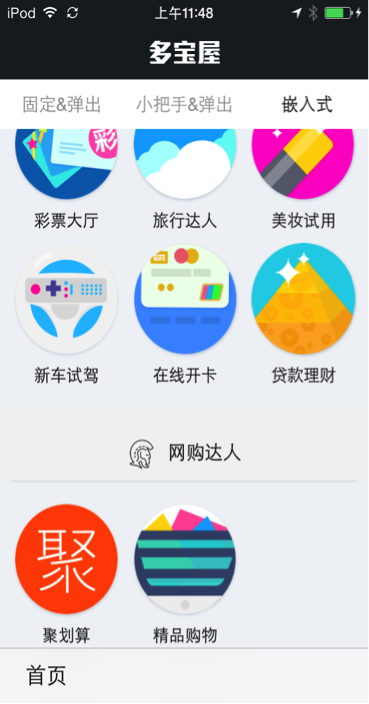 iPod 上午11:48
多宝屋
固定&弹出 小把手&弹出 嵌入式
彩
彩票大厅 旅行达人 美妆试用
新车试驾 在线开卡 贷款理财
网购达人
聚
聚划算 精品购物
首页